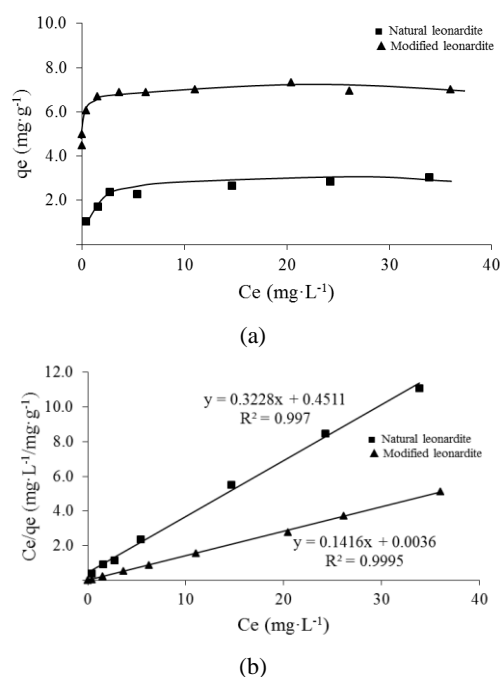 10.0
8.0
6.0
4.0
2.0
qe (mg·g-1)
■ Natural leonardite
▲ Modified leonardite
0 10 20 30 40
Ce (mg·L-1)
(a)
12.0
10.0
8.0
6.0
4.0
2.0
Ce/qe (mg·L-1/mg·g-1)
y = 0.3228x + 0.4511
R² = 0.997
■ Natural leonardite
▲ Modified leonardite
y = 0.1416x + 0.0036
R² = 0.9995
0 10 20 30 40
Ce (mg·L-1)
(b)